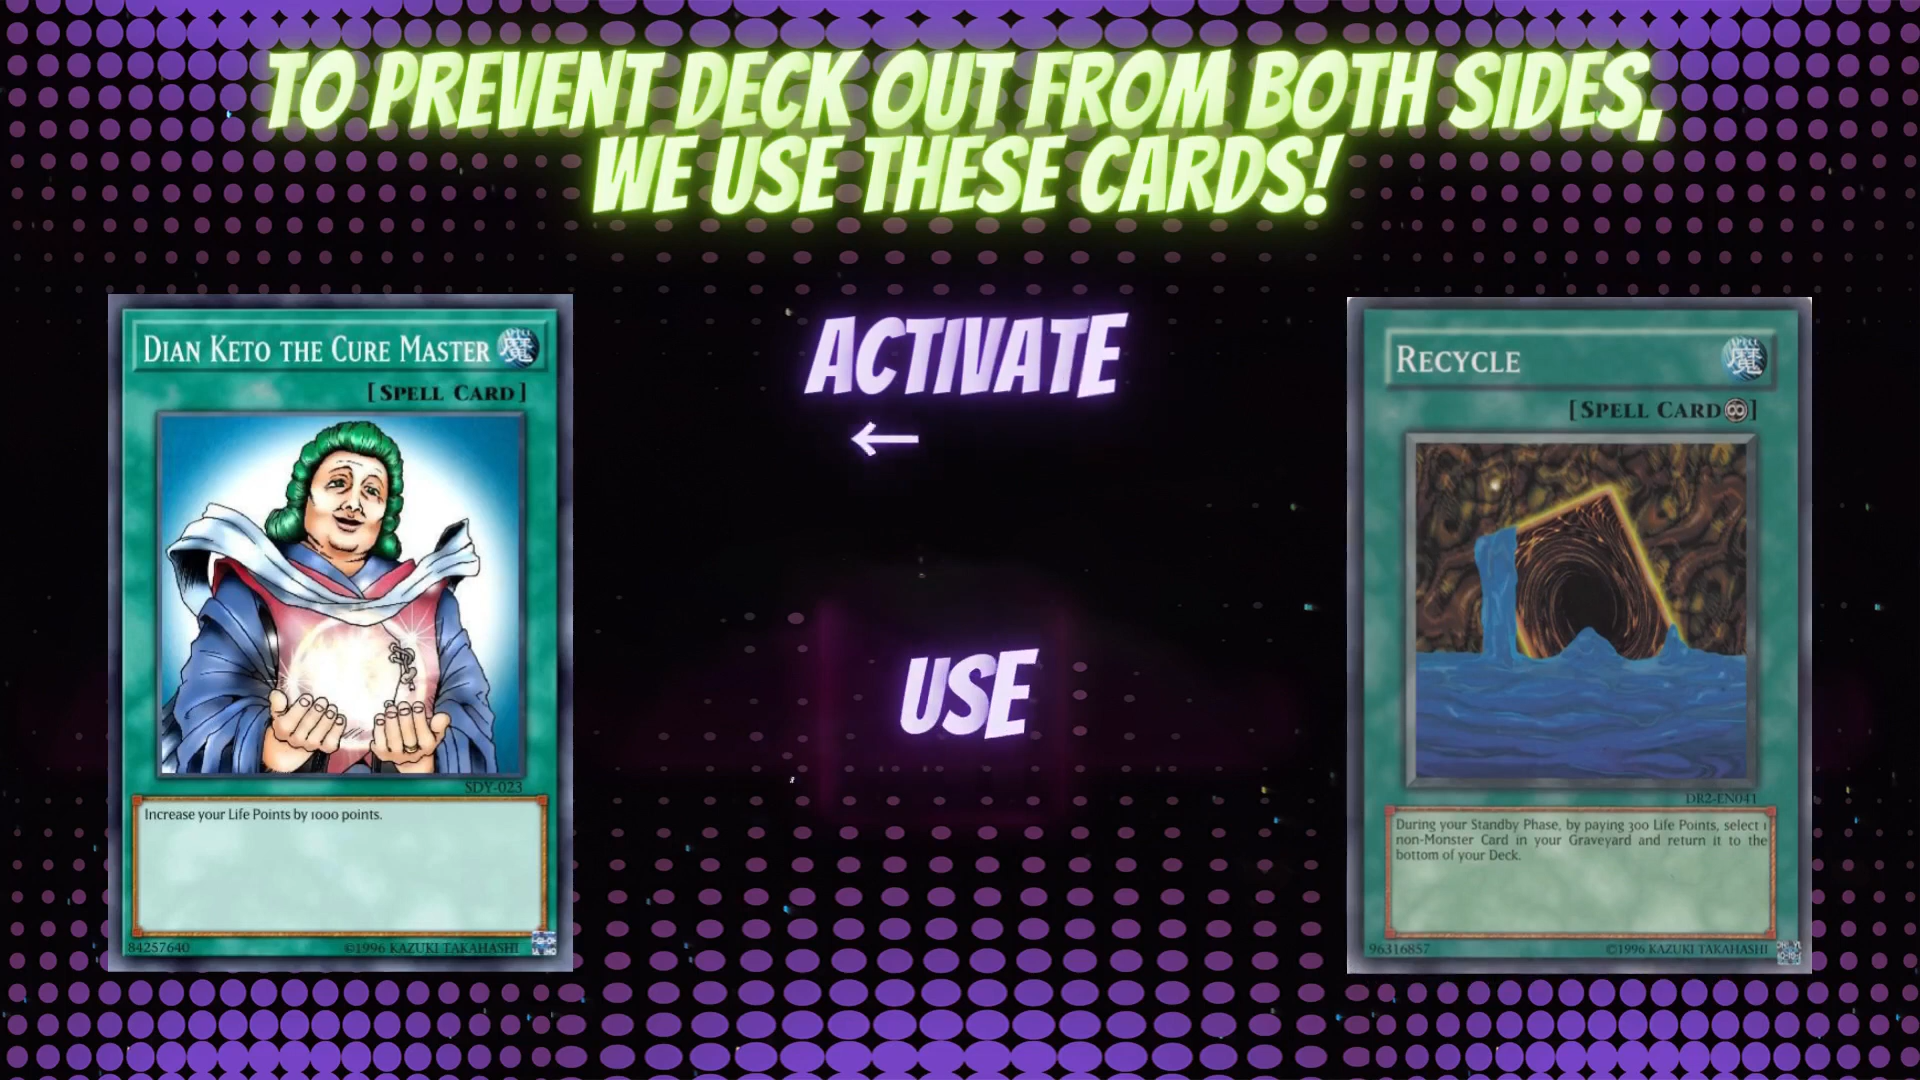 TO PREVENT DECK OUT FROM BOTH SIDES,
WE USE THESE CARDS!
ACTIVATE
←
USE
DIAN KETO THE CURE MASTER
魔
[SPELL CARD]
SDY-023
Increase your Life Points by 1000 points.
84257640
©1996 KAZUKI TAKAHASHI
RECYCLE
魔
[SPELL CARD]
DR2-EN041
During your Standby Phase, by paying 300 Life Points, select 1
non-Monster Card in your Graveyard and return it to the
bottom of your Deck.
96316857
©1996 KAZUKI TAKAHASHI